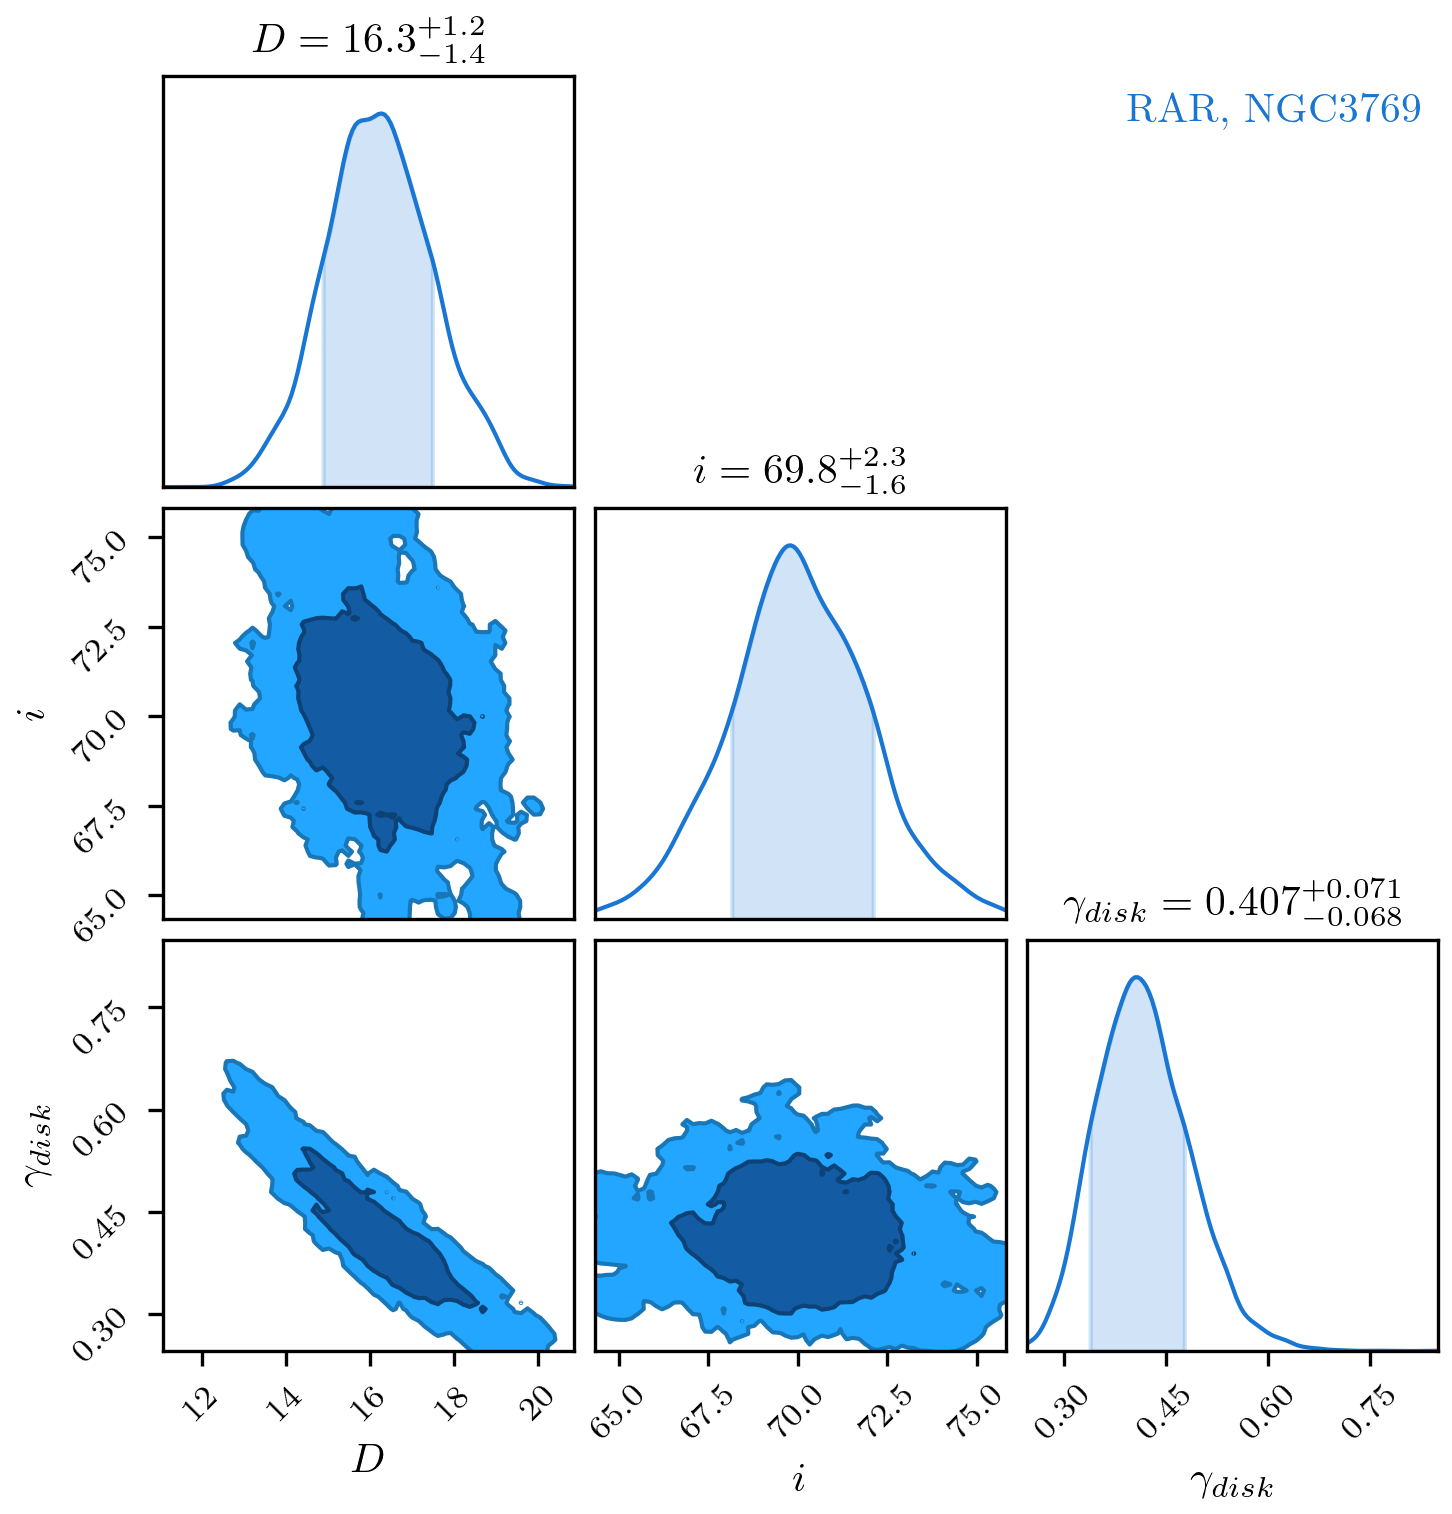 D = 16.3^{+1.2}_{-1.4}
RAR, NGC3769
i = 69.8^{+2.3}_{-1.6}
75.0
72.5
70.0
67.5
65.0
i
γ_{disk} = 0.407^{+0.071}_{-0.068}
0.75
0.60
0.45
0.30
γ_{disk}
12 14 16 18 20
65.0 67.5 70.0 72.5 75.0
0.30 0.45 0.60 0.75
D
i
γ_{disk}